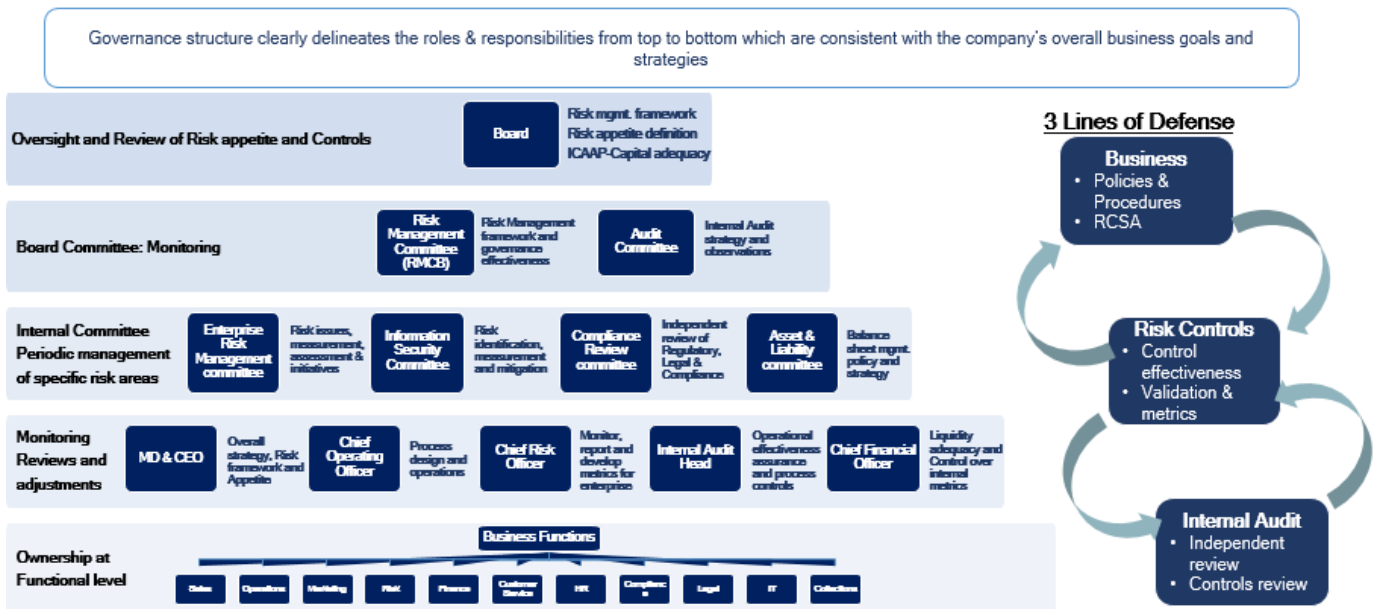 Governance structure clearly delineates the roles & responsibilities from top to bottom which are consistent with the company's overall business goals and
strategies
Oversight and Review of Risk appetite and Controls
Board
Risk mgmt. framework
Risk appetite definition
ICAAP-Capital adequacy
Board Committee: Monitoring
Risk
Management
Committee
(RMCB)
Risk Management
framework and
governance
effectiveness
Audit
Committee
Internal Audit
strategy and
observations
Internal Committee
Periodic management
of specific risk areas
Enterprise
Risk
Management
committee
Risk issues,
measurement,
assessment &
initiatives
Information
Security
Committee
Risk
identification,
measurement
and mitigation
Compliance
Review
committee
Independent
review of
Regulatory,
Legal &
Compliance
Asset &
Liability
committee
Balance
sheet mgmt.
policy and
strategy
Monitoring
Reviews and
adjustments
MD & CEO
Overall
strategy, Risk
framework and
Appetite
Chief
Operating
Officer
Process
design and
operations
Chief Risk
Officer
Monitor,
report and
develop
metrics for
enterprise
Internal Audit
Head
Operational
effectiveness
assurance
and process
controls
Chief Financial
Officer
Liquidity
adequacy and
Control over
internal
metrics
Ownership at
Functional level
Business Functions
Sales
Operations
Marketing
Risk
Finance
Customer
Service
HR
Complianc
e
Legal
IT
Collections
3 Lines of Defense
Business
• Policies &
Procedures
• RCSA
Risk Controls
• Control
effectiveness
• Validation &
metrics
Internal Audit
• Independent
review
• Controls review